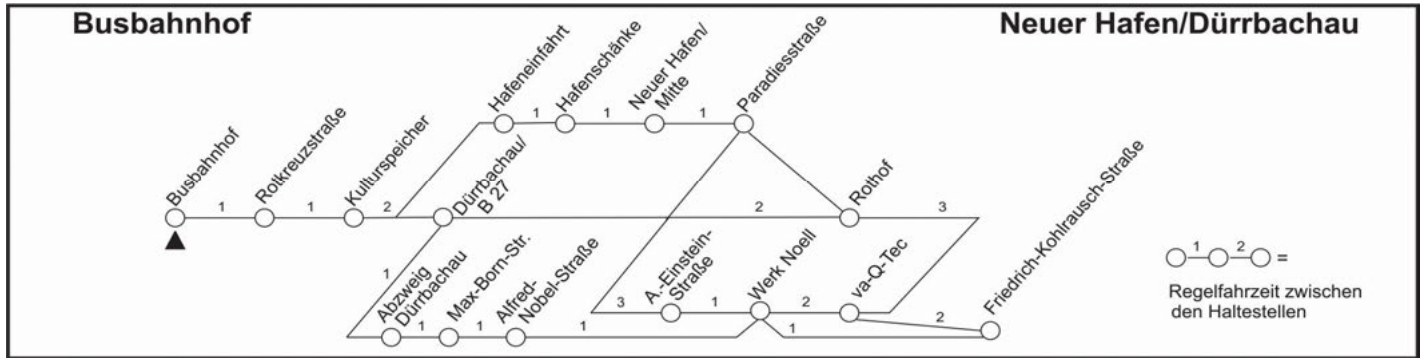 Busbahnhof
Neuer Hafen/Dürrbachau
Hafeneinfahrt
Hafenschänke
Neuer Hafen/
Mitte
Paradiesstraße
1
1
1
Busbahnhof
Rotkreuzstraße
Kulturspeicher
Dürrbachau/
B 27
Rothof
1
1
2
2
3
Friedrich-Kohlrausch-Straße
1
Abzweig
Dürrbachau
Max-Born-Str.
Alfred-
Nobel-Straße
A.-Einstein-
Straße
Werk Noell
va-Q-Tec
3
1
2
2
1
1
1
1
1
2
=
Regelfahrzeit zwischen
den Haltestellen